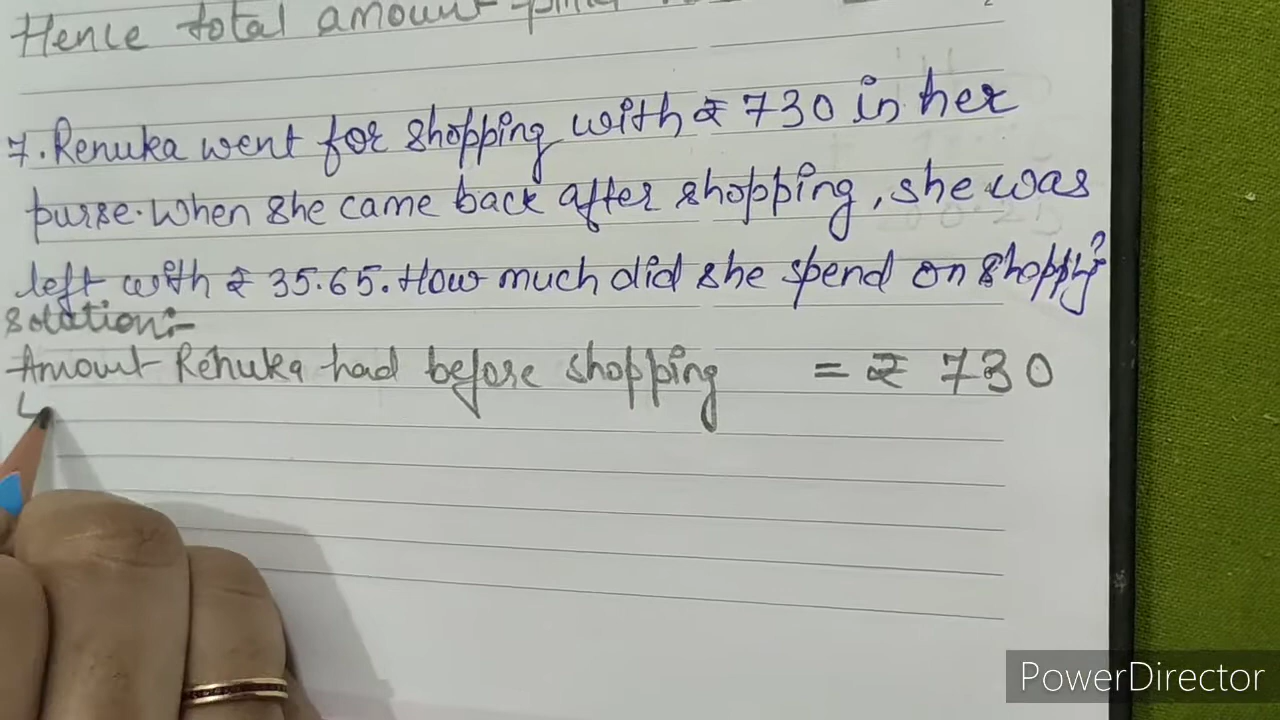 Hence total amount
7. Renuka went for shopping with ₹ 730 in her
purse. When she came back after shopping, she was
left with ₹ 35.65. How much did she spend on shopping?
Solution:-
Amount Renuka had before shopping = ₹ 730
PowerDirector